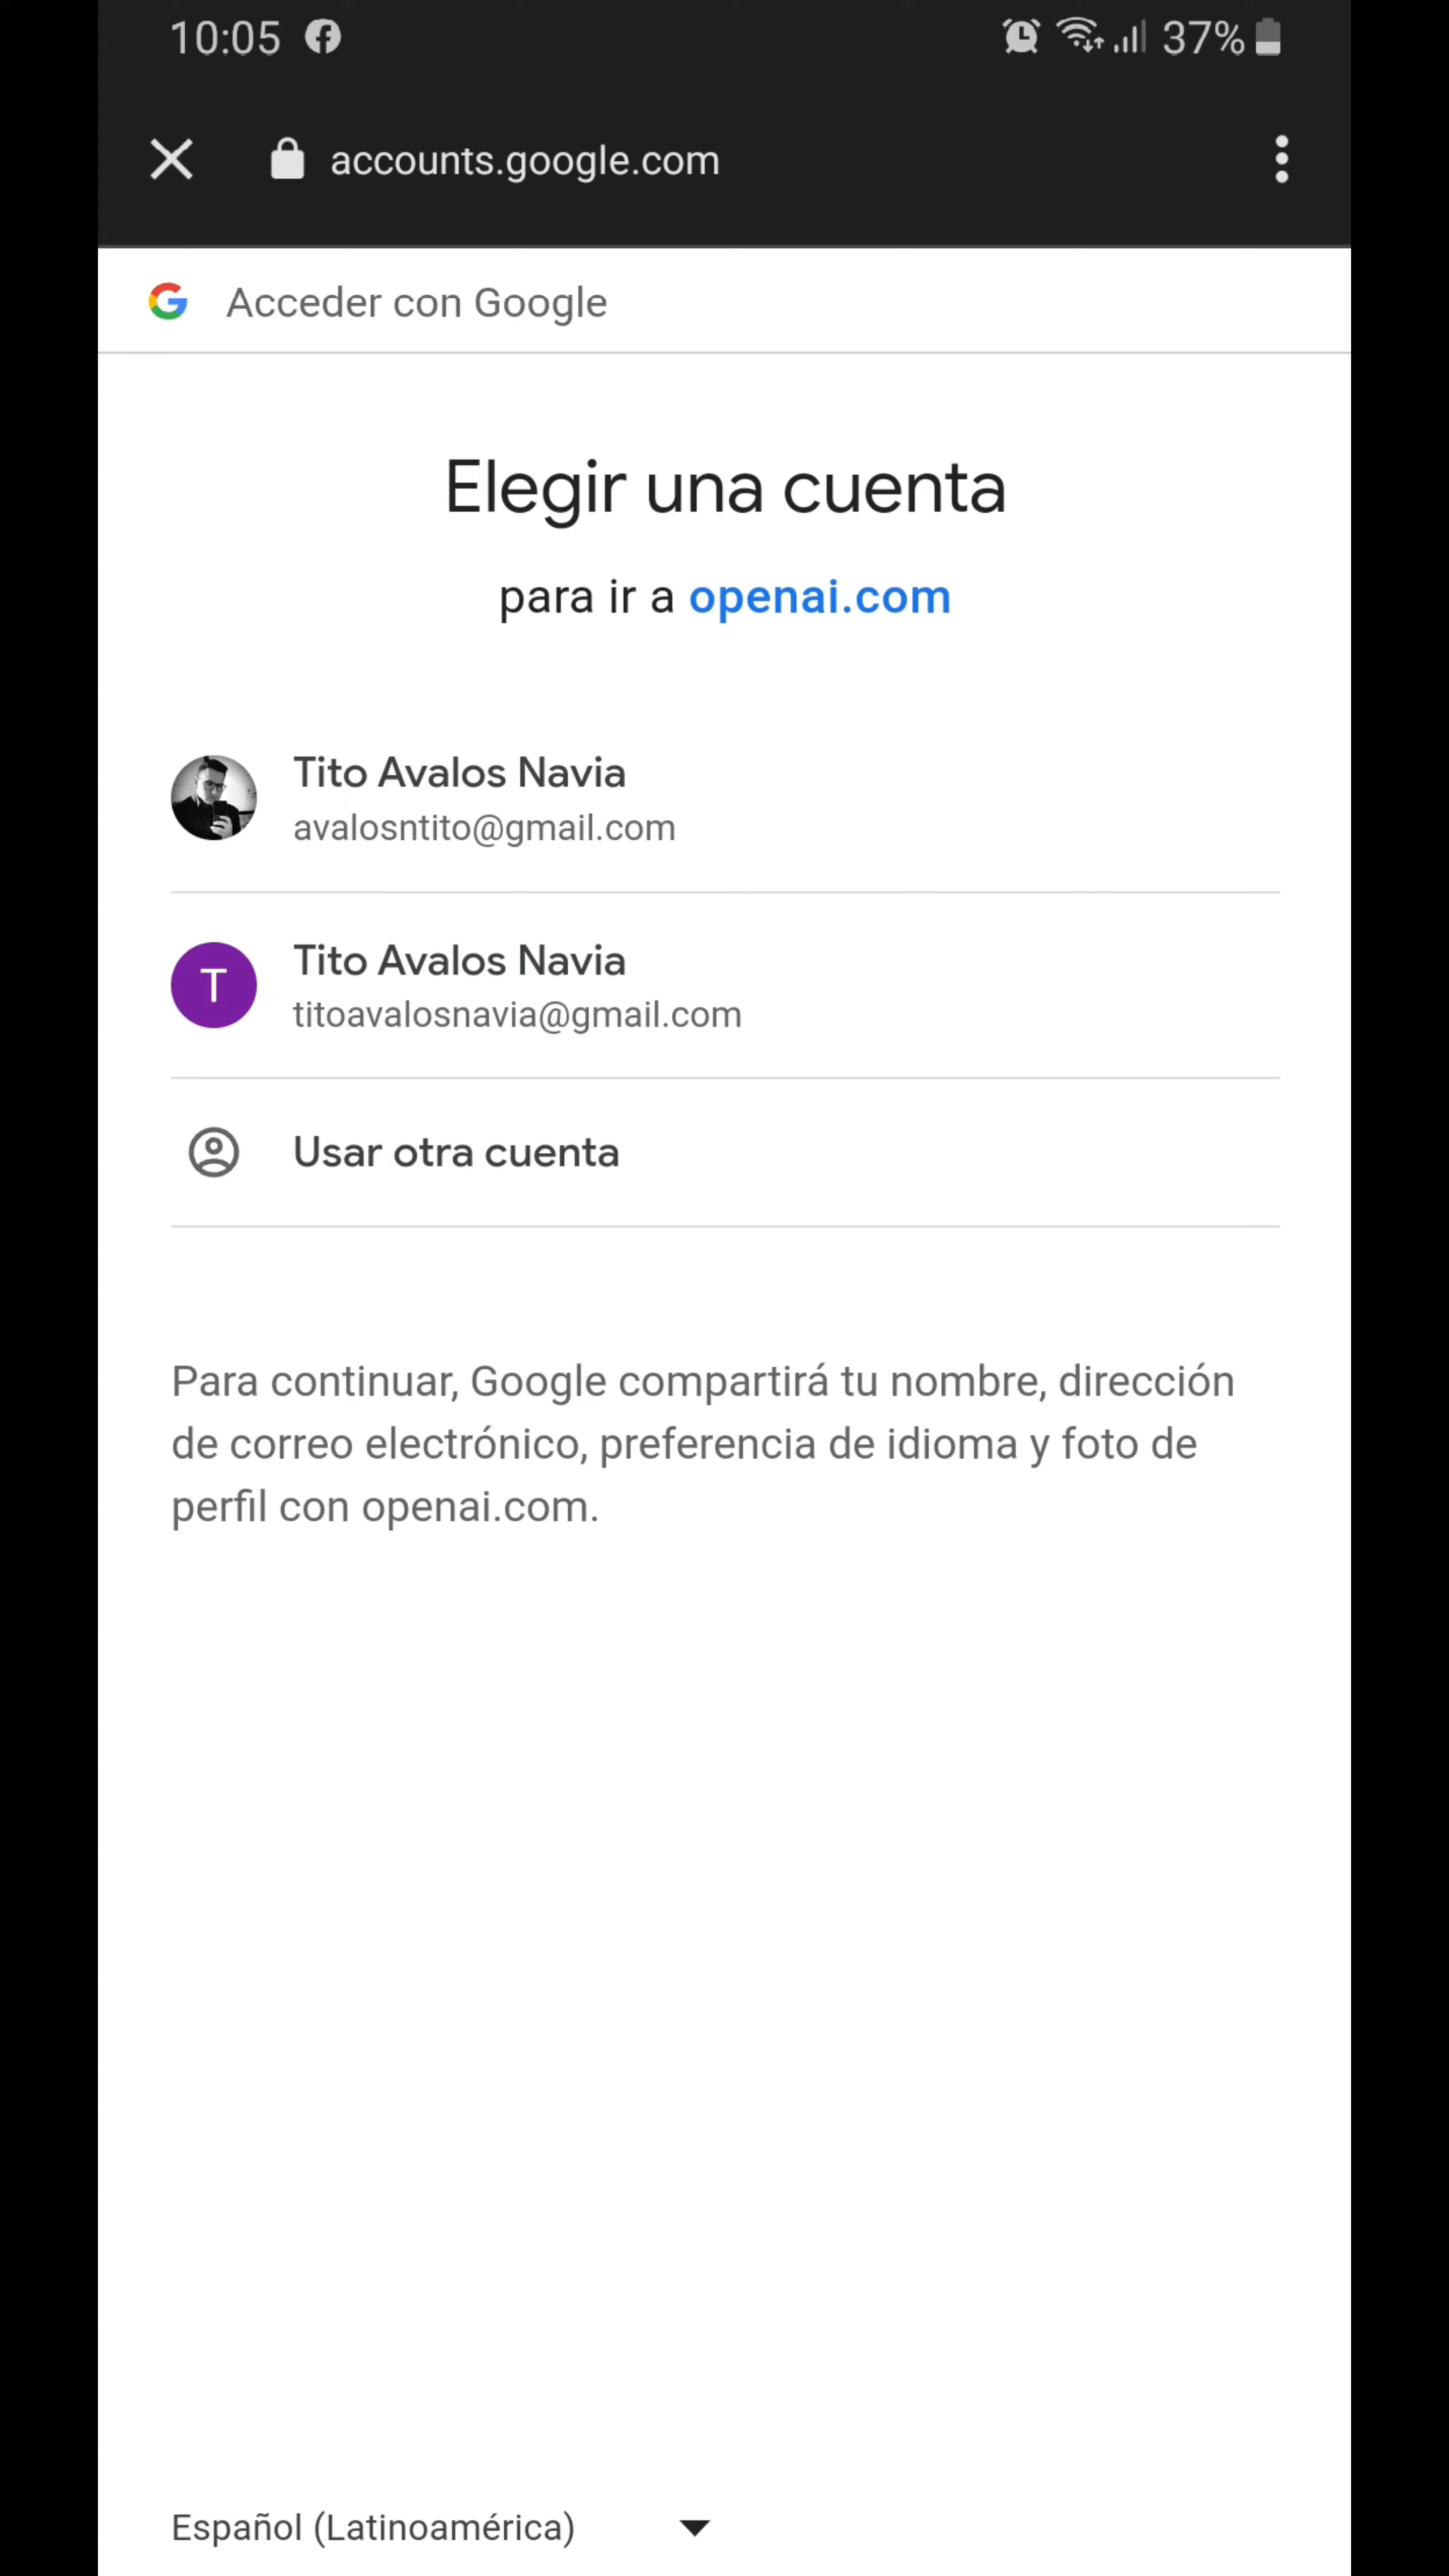 10:05
37%
accounts.google.com
Acceder con Google
Elegir una cuenta
para ir a openai.com
Tito Avalos Navia
avalosntito@gmail.com
T
Tito Avalos Navia
titoavalosnavia@gmail.com
Usar otra cuenta
Para continuar, Google compartirá tu nombre, dirección
de correo electrónico, preferencia de idioma y foto de
perfil con openai.com.
Español (Latinoamérica)